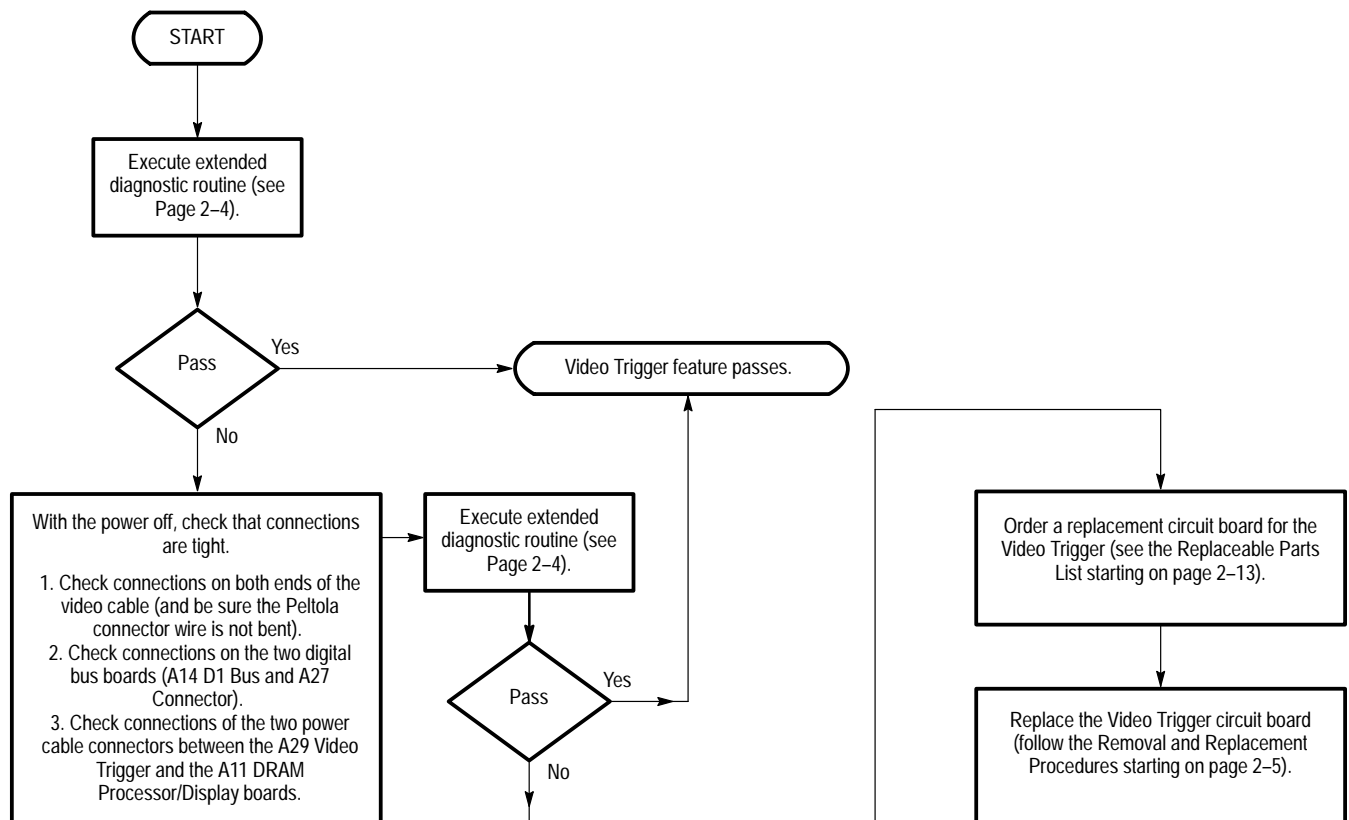 START
Execute extended
diagnostic routine (see
Page 2–4).
Pass
Yes
Video Trigger feature passes.
No
With the power off, check that connections
are tight.
1. Check connections on both ends of the
video cable (and be sure the Peltola
connector wire is not bent).
2. Check connections on the two digital
bus boards (A14 D1 Bus and A27
Connector).
3. Check connections of the two power
cable connectors between the A29 Video
Trigger and the A11 DRAM
Processor/Display boards.
Execute extended
diagnostic routine (see
Page 2–4).
Pass
Yes
No
Order a replacement circuit board for the
Video Trigger (see the Replaceable Parts
List starting on page 2–13).
Replace the Video Trigger circuit board
(follow the Removal and Replacement
Procedures starting on page 2–5).